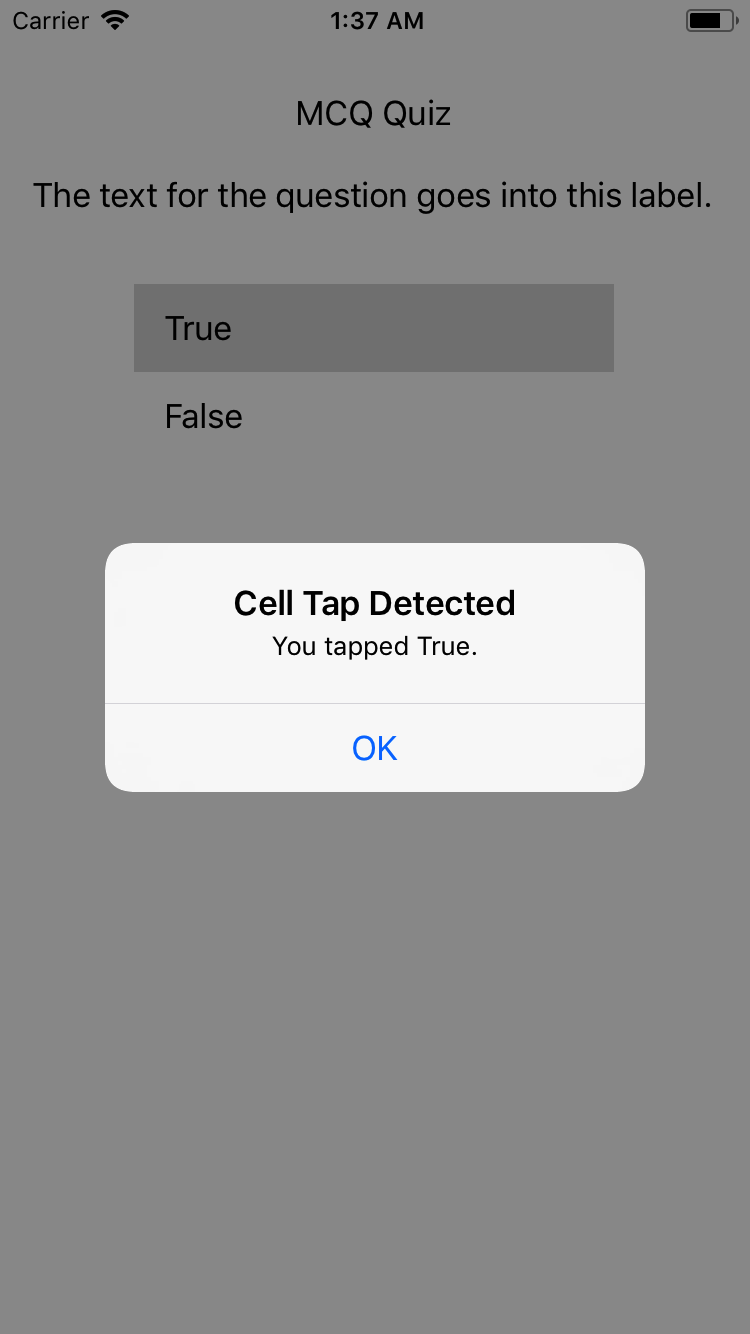 Carrier 1:37 AM
MCQ Quiz
The text for the question goes into this label.
True
False
Cell Tap Detected
You tapped True.
OK